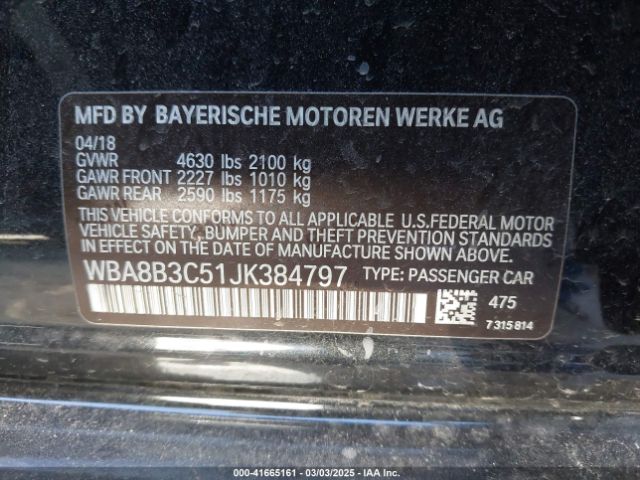 MFD BY BAYERISCHE MOTOREN WERKE AG
04/18
GVWR 4630 lbs 2100 kg
GAWR FRONT 2227 lbs 1010 kg
GAWR REAR 2590 lbs 1175 kg
THIS VEHICLE CONFORMS TO ALL APPLICABLE U.S.FEDERAL MOTOR
VEHICLE SAFETY, BUMPER AND THEFT PREVENTION STANDARDS
IN EFFECT ON THE DATE OF MANUFACTURE SHOWN ABOVE.
WBA8B3C51JK384797 TYPE: PASSENGER CAR
475
7315814
000-41665161 - 03/03/2025 - IAA Inc.